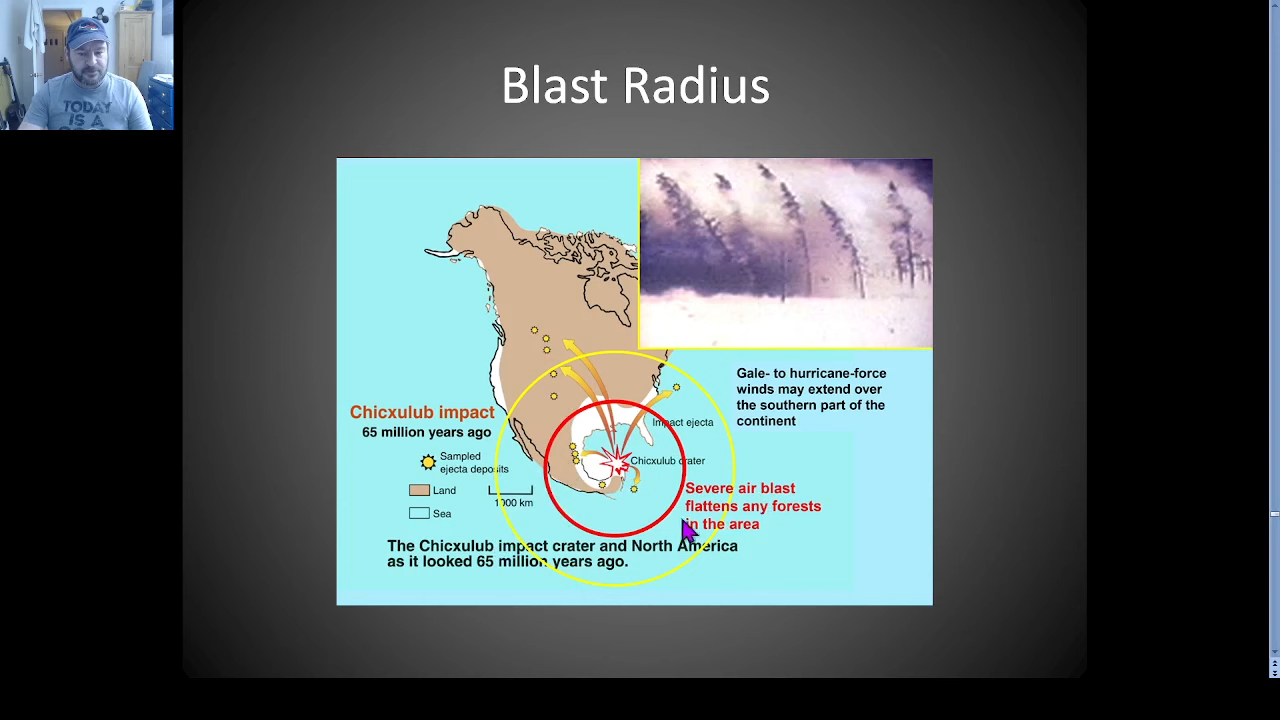 TODAY
IS A
Blast Radius
Gale- to hurricane-force
winds may extend over
the southern part of the
continent
Chicxulub impact
65 million years ago
Impact ejecta
Sampled
ejecta deposits
Chicxulub crater
Land
1000 km
Sea
Severe air blast
flattens any forests
in the area
The Chicxulub impact crater and North America
as it looked 65 million years ago.